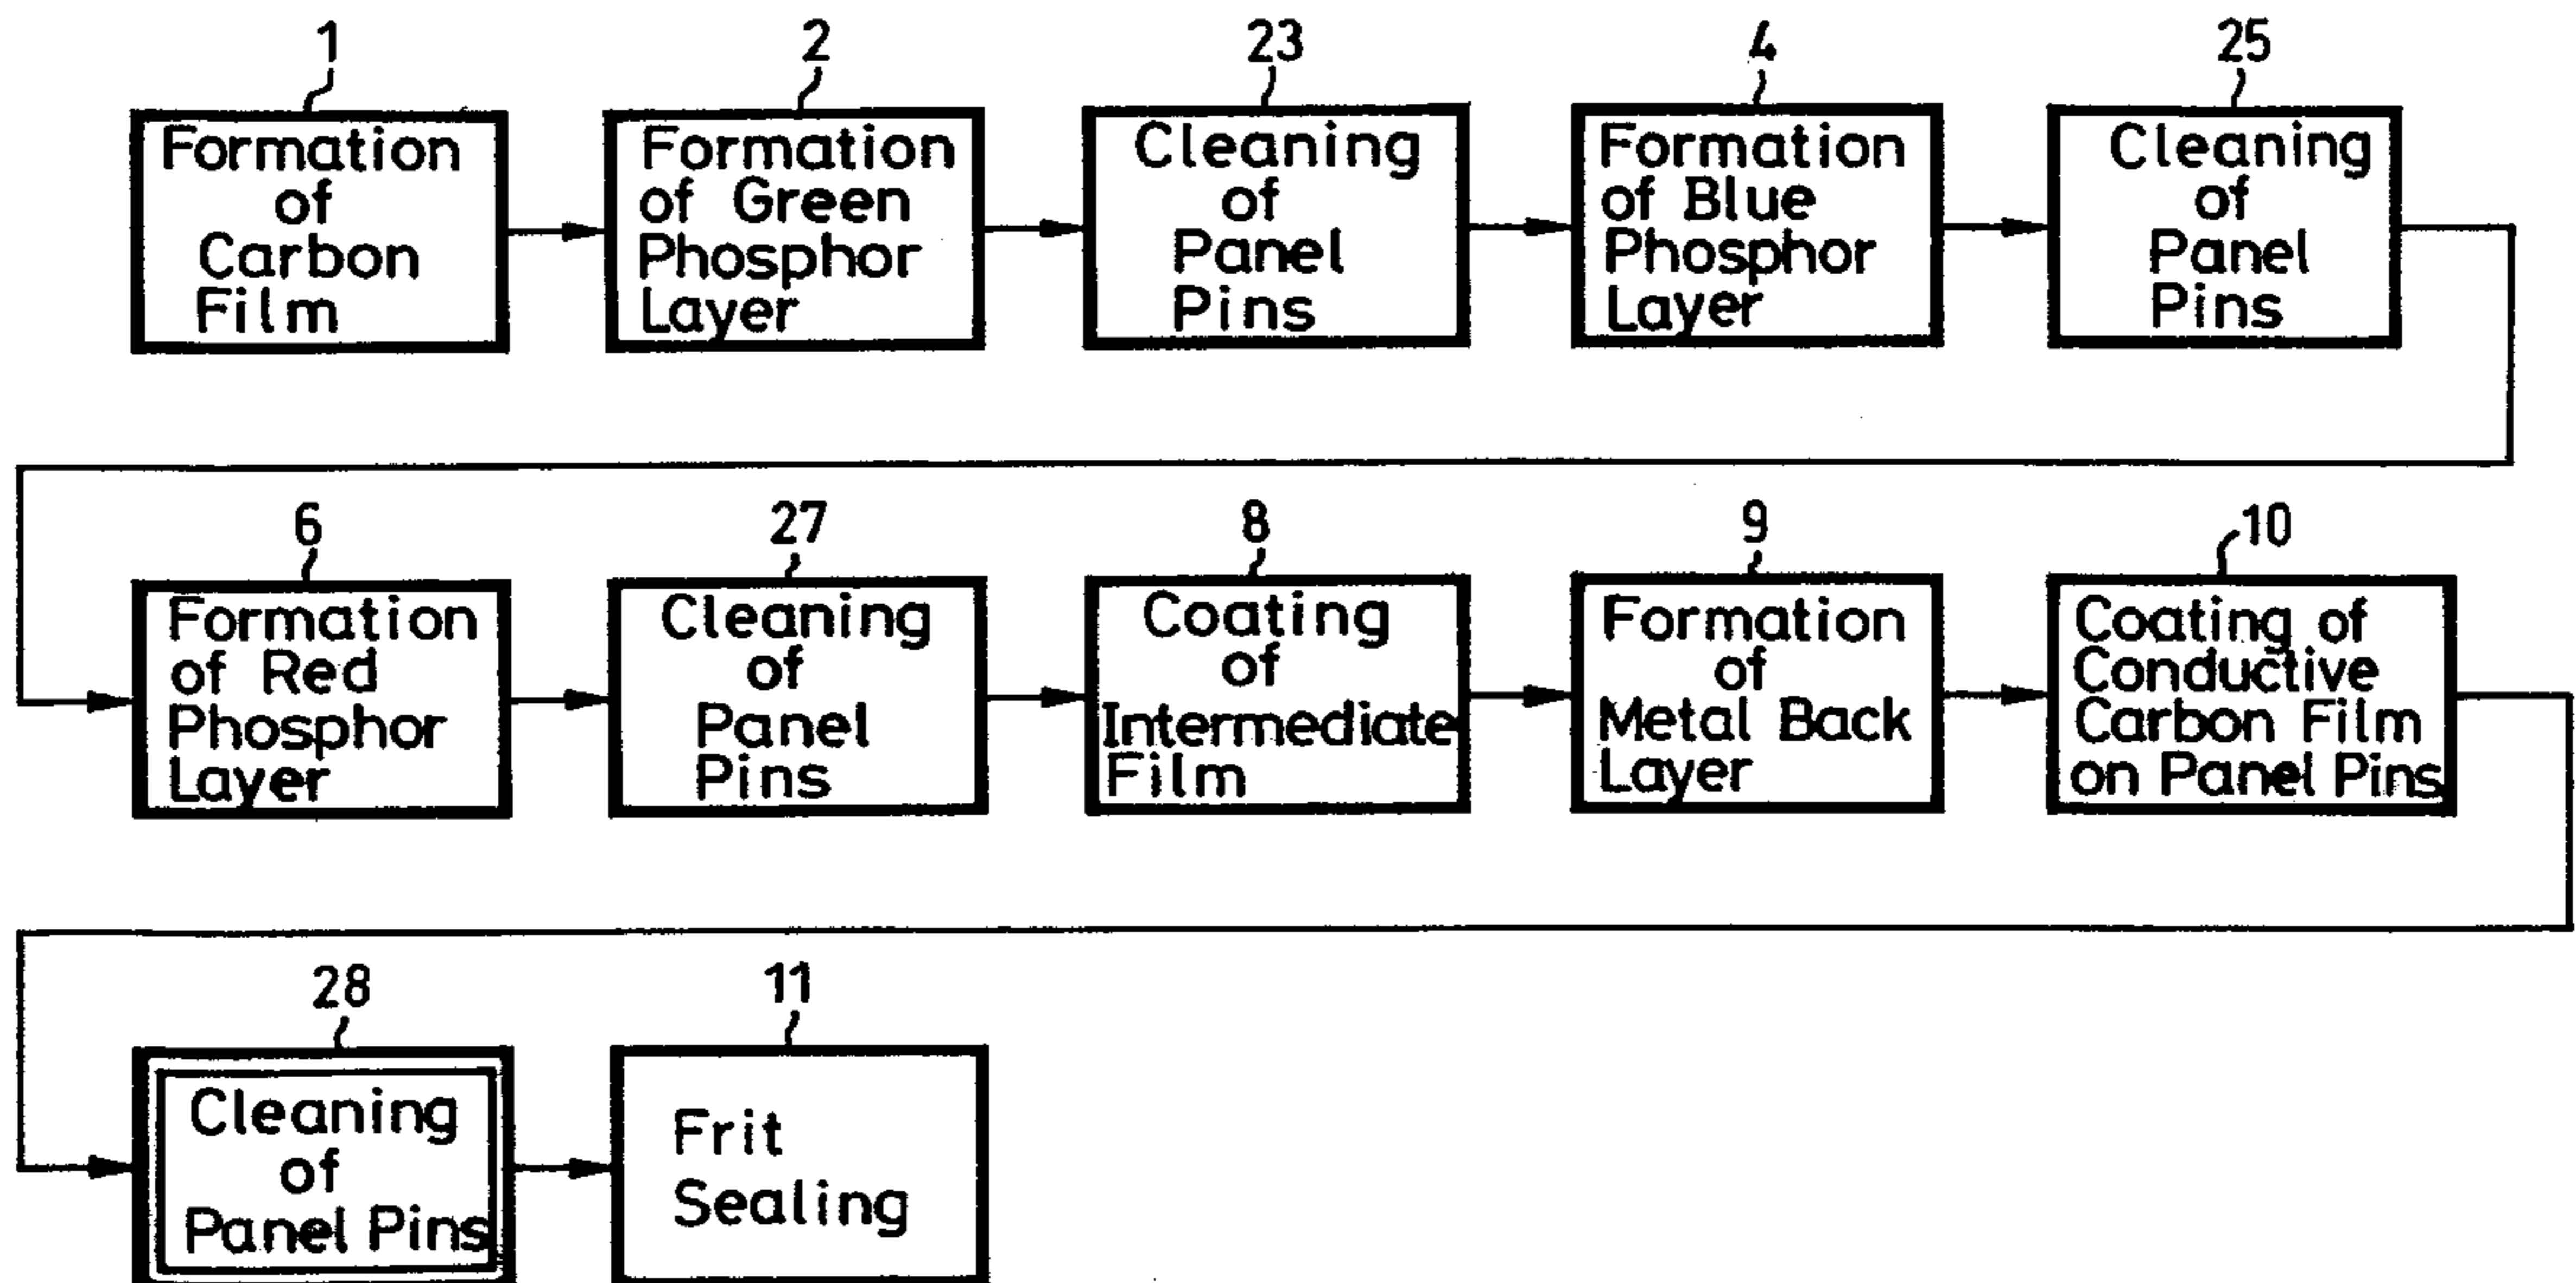 1
Formation
of
Carbon
Film
2
Formation
of Green
Phosphor
Layer
23
Cleaning
of
Panel
Pins
4
Formation
of Blue
Phosphor
Layer
25
Cleaning
of
Panel
Pins
6
Formation
of Red
Phosphor
Layer
27
Cleaning
of
Panel
Pins
8
Coating
of
Intermediate
Film
9
Formation
of
Metal Back
Layer
10
Coating of
Conductive
Carbon Film
on Panel Pins
28
Cleaning
of
Panel Pins
11
Frit
Sealing